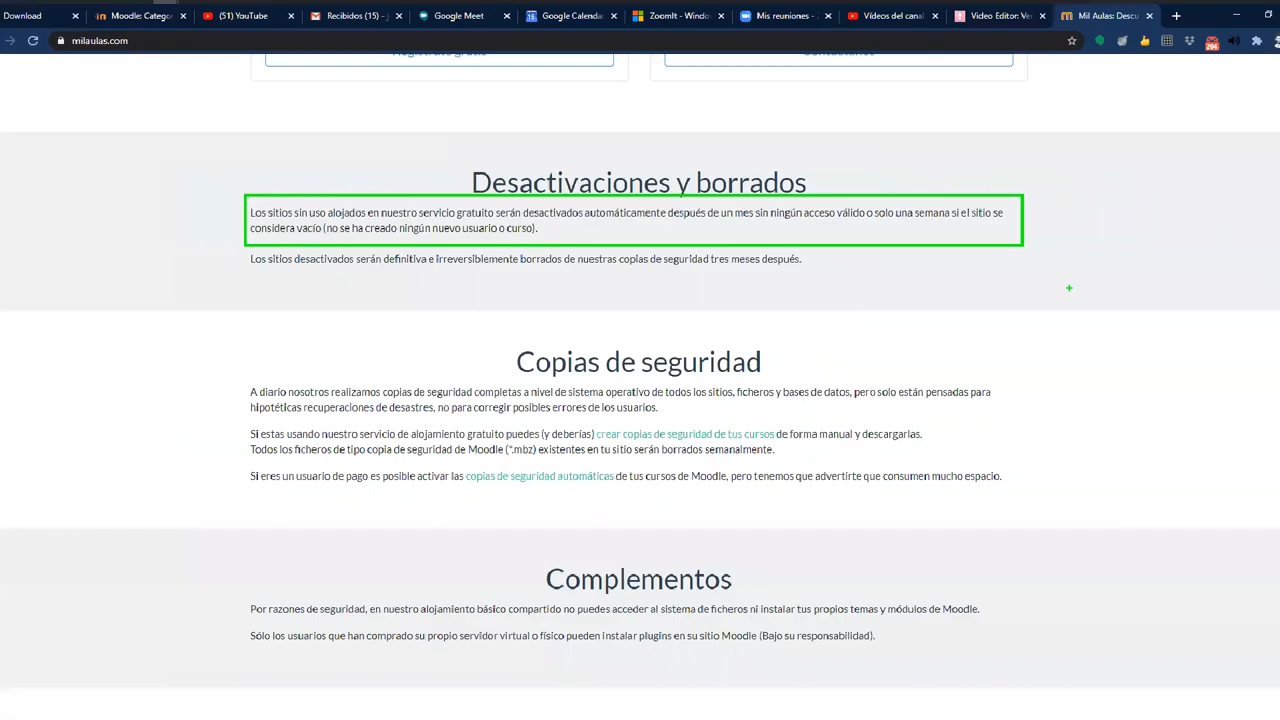 Download
Moodle: Categor
(51) YouTube
Recibidos (15) - j
Google Meet
Google Calenda
ZoomIt - Window
Mis reuniones - Z
Vídeos del canal
Video Editor: Ver
Mil Aulas: Descu
milaulas.com
204
Regístrate gratis
Contáctanos
Desactivaciones y borrados
Los sitios sin uso alojados en nuestro servicio gratuito serán desactivados automáticamente después de un mes sin ningún acceso válido o solo una semana si el sitio se
considera vacío (no se ha creado ningún nuevo usuario o curso).
Los sitios desactivados serán definitiva e irreversiblemente borrados de nuestras copias de seguridad tres meses después.
Copias de seguridad
A diario nosotros realizamos copias de seguridad completas a nivel de sistema operativo de todos los sitios, ficheros y bases de datos, pero solo están pensadas para
hipotéticas recuperaciones de desastres, no para corregir posibles errores de los usuarios.
Si estas usando nuestro servicio de alojamiento gratuito puedes (y deberías) crear copias de seguridad de tus cursos de forma manual y descargarlas.
Todos los ficheros de tipo copia de seguridad de Moodle (*.mbz) existentes en tu sitio serán borrados semanalmente.
Si eres un usuario de pago es posible activar las copias de seguridad automáticas de tus cursos de Moodle, pero tenemos que advertirte que consumen mucho espacio.
Complementos
Por razones de seguridad, en nuestro alojamiento básico compartido no puedes acceder al sistema de ficheros ni instalar tus propios temas y módulos de Moodle.
Sólo los usuarios que han comprado su propio servidor virtual o físico pueden instalar plugins en su sitio Moodle (Bajo su responsabilidad).